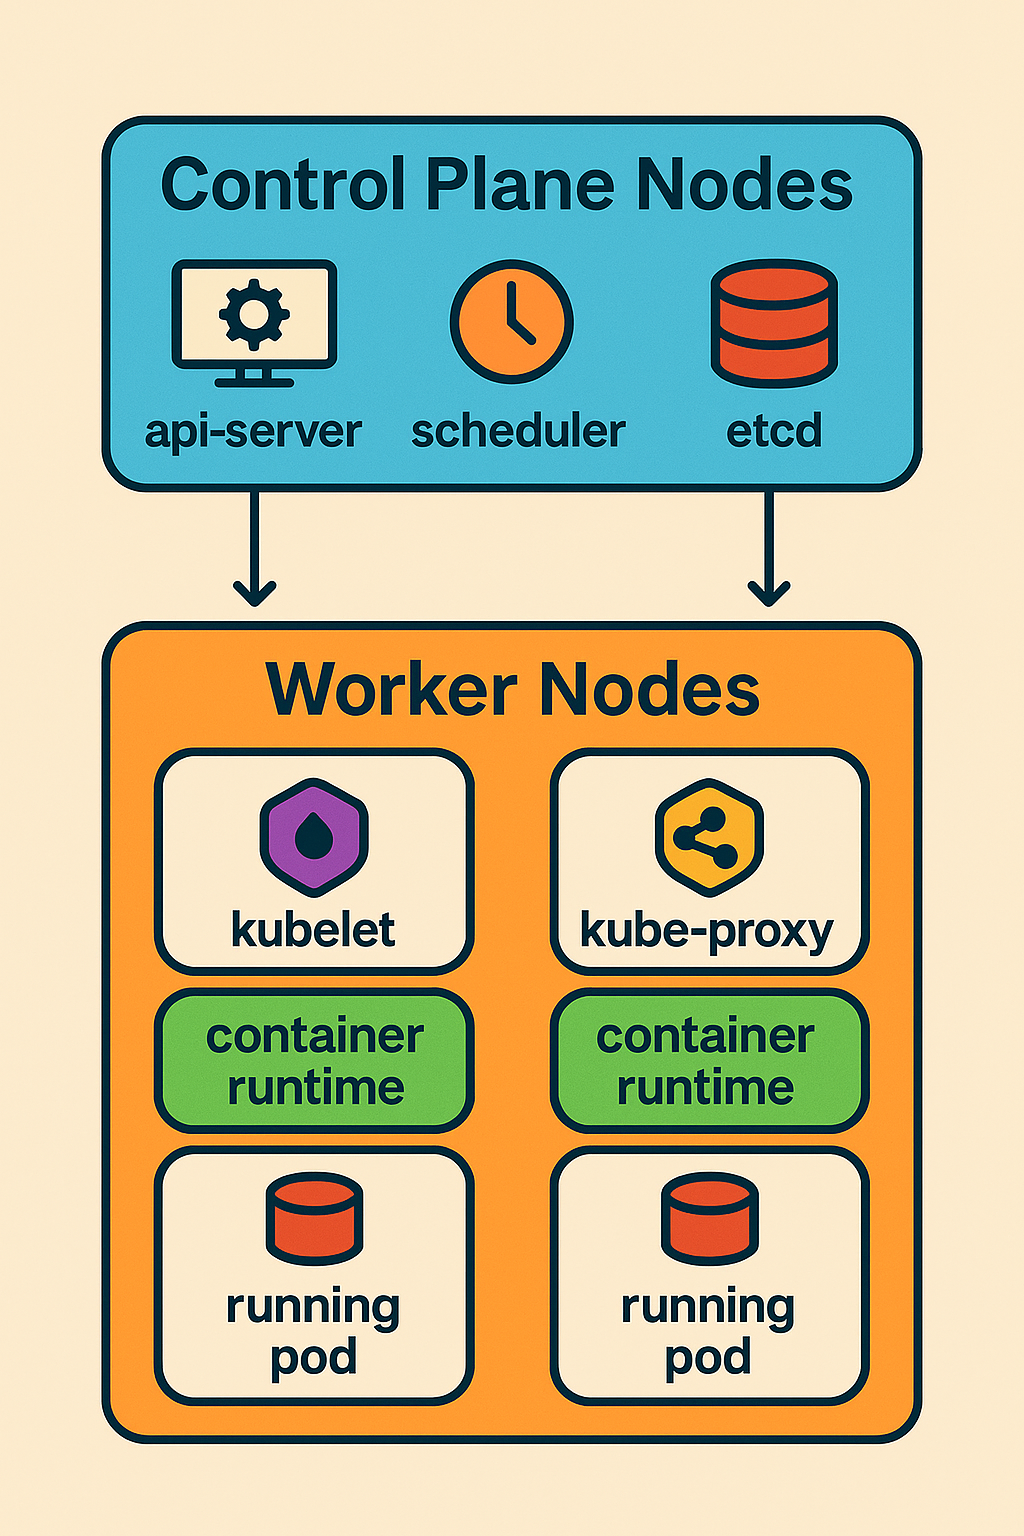 Control Plane Nodes
api-server
scheduler
etcd
Worker Nodes
kubelet
kube-proxy
container
runtime
container
runtime
running
pod
running
pod